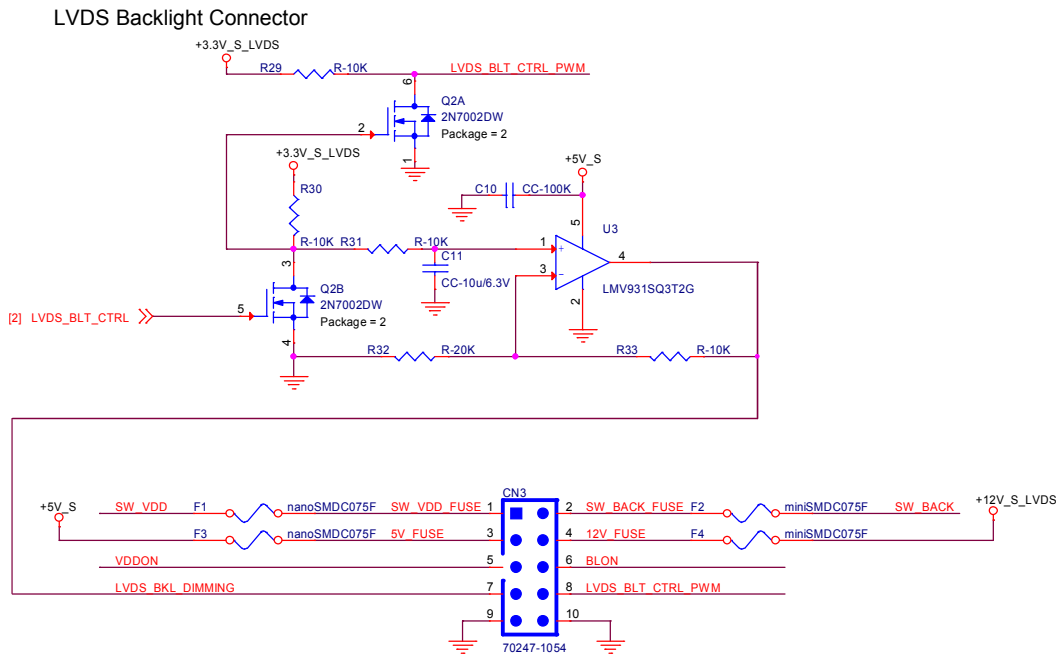 LVDS Backlight Connector
+3.3V_S_LVDS
R29 R-10K LVDS_BLT_CTRL_PWM
6
Q2A
2N7002DW
Package = 2
2
1
+3.3V_S_LVDS
+5V_S
R30
C10 CC-100K
5
U3
R-10K R31 R-10K
1
+
4
3
C11
3
-
CC-10u/6.3V
LMV931SQ3T2G
Q2B
2N7002DW
Package = 2
2
[2] LVDS_BLT_CTRL
5
4
R32 R-20K R33 R-10K
CN3
+5V_S
+12V_S_LVDS
SW_VDD F1 nanoSMDC075F SW_VDD_FUSE 1 2 SW_BACK_FUSE F2 miniSMDC075F SW_BACK
F3 nanoSMDC075F 5V_FUSE 3 4 12V_FUSE F4 miniSMDC075F
VDDON 5 6 BLON
LVDS_BKL_DIMMING 7 8 LVDS_BLT_CTRL_PWM
9 10
70247-1054